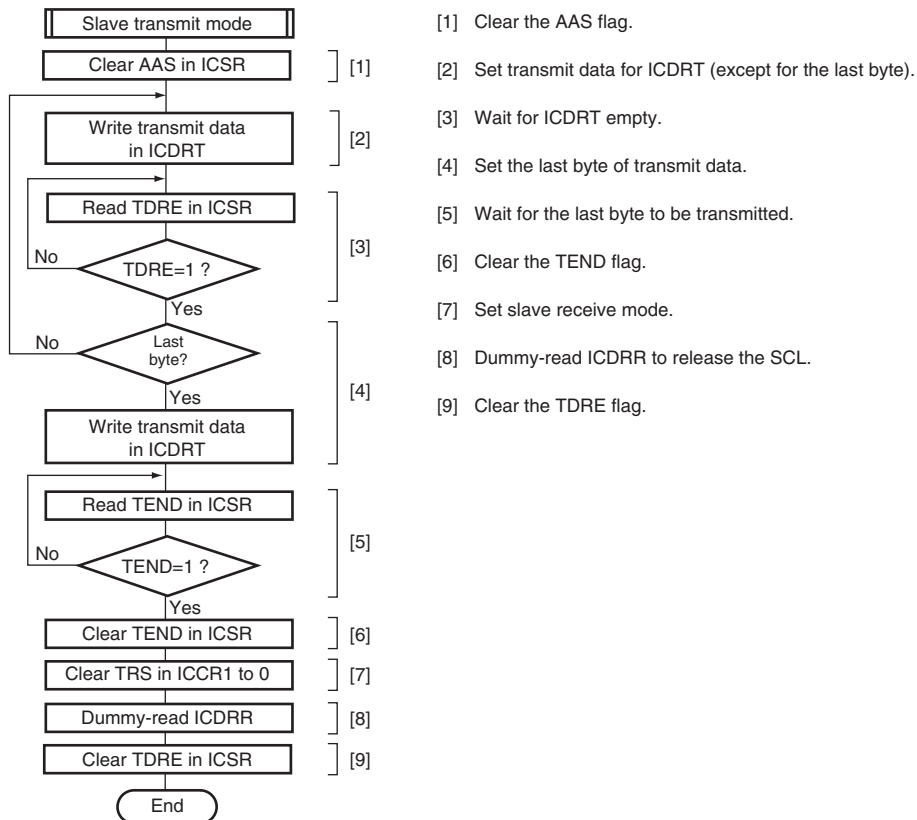 Slave transmit mode
Clear AAS in ICSR
[1]
Write transmit data
in ICDRT
[2]
Read TDRE in ICSR
No
TDRE=1 ?
[3]
Yes
No
Last
byte?
Yes
[4]
Write transmit data
in ICDRT
Read TEND in ICSR
No
TEND=1 ?
[5]
Yes
Clear TEND in ICSR
[6]
Clear TRS in ICCR1 to 0
[7]
Dummy-read ICDRR
[8]
Clear TDRE in ICSR
[9]
End
[1] Clear the AAS flag.
[2] Set transmit data for ICDRT (except for the last byte).
[3] Wait for ICDRT empty.
[4] Set the last byte of transmit data.
[5] Wait for the last byte to be transmitted.
[6] Clear the TEND flag.
[7] Set slave receive mode.
[8] Dummy-read ICDRR to release the SCL.
[9] Clear the TDRE flag.